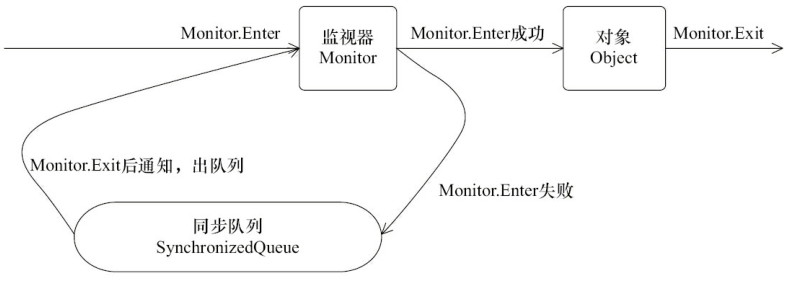 Monitor.Enter
监视器
Monitor
Monitor.Enter成功
对象
Object
Monitor.Exit
Monitor.Exit后通知，出队列
Monitor.Enter失败
同步队列
SynchronizedQueue